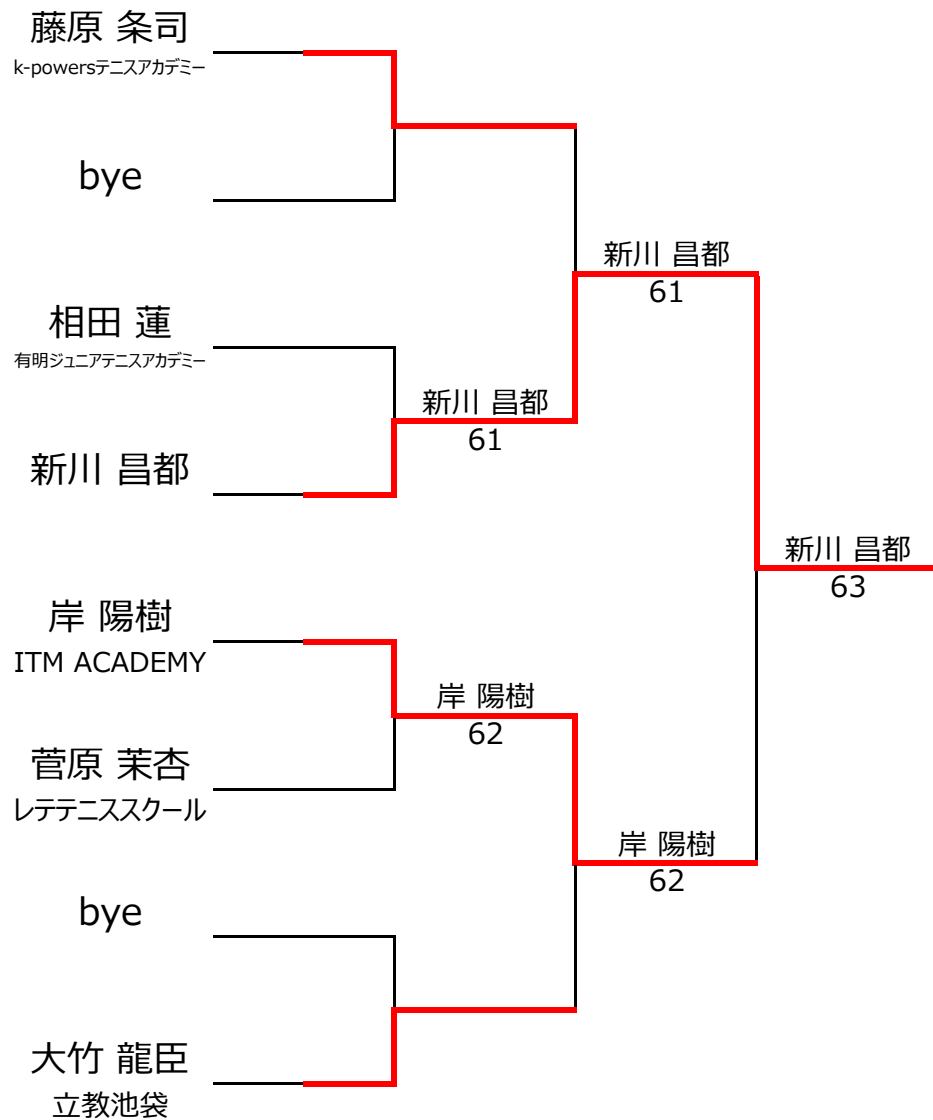 藤原 条司
k-powersテニスアカデミー
bye
新川 昌都
61
相田 蓮
有明ジュニアテニスアカデミー
新川 昌都
61
新川 昌都
新川 昌都
63
岸 陽樹
ITM ACADEMY
岸 陽樹
62
菅原 茉杏
レテテニススクール
岸 陽樹
62
bye
大竹 龍臣
立教池袋